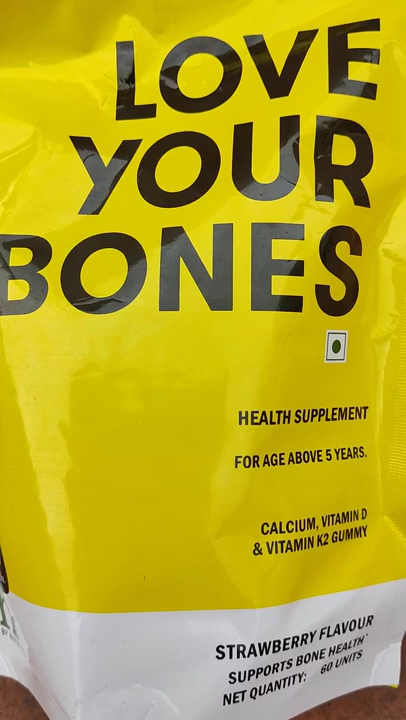 LOVE
YOUR
BONES
HEALTH SUPPLEMENT
FOR AGE ABOVE 5 YEARS.
CALCIUM, VITAMIN D
& VITAMIN K2 GUMMY
STRAWBERRY FLAVOUR
SUPPORTS BONE HEALTH*
NET QUANTITY: 60 UNITS